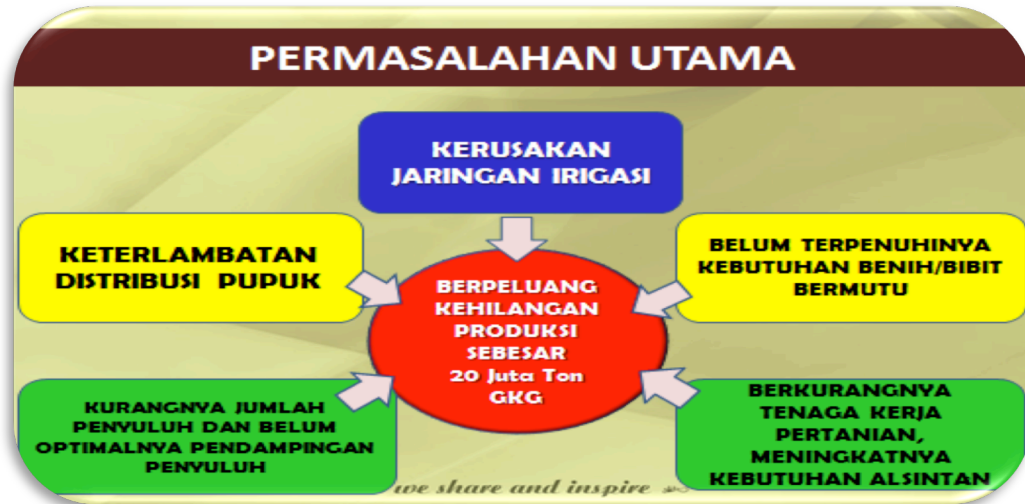 PERMASALAHAN UTAMA
KERUSAKAN
JARINGAN IRIGASI
KETERLAMBATAN
DISTRIBUSI PUPUK
BELUM TERPENUHINYA
KEBUTUHAN BENIH/BIBIT
BERMUTU
BERPELUANG
KEHILANGAN
PRODUKSI
SEBESAR
20 Juta Ton
GKG
KURANGNYA JUMLAH
PENYULUH DAN BELUM
OPTIMALNYA PENDAMPINGAN
PENYULUH
BERKURANGNYA
TENAGA KERJA
PERTANIAN,
MENINGKATNYA
KEBUTUHAN ALSINTAN
we share and inspire